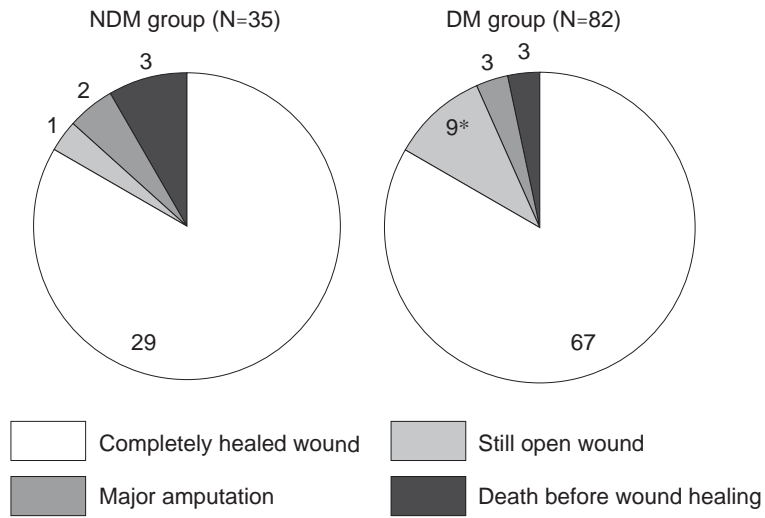 NDM group (N=35)
DM group (N=82)
3
2
1
29
3
3
9*
67
Completely healed wound
Still open wound
Major amputation
Death before wound healing